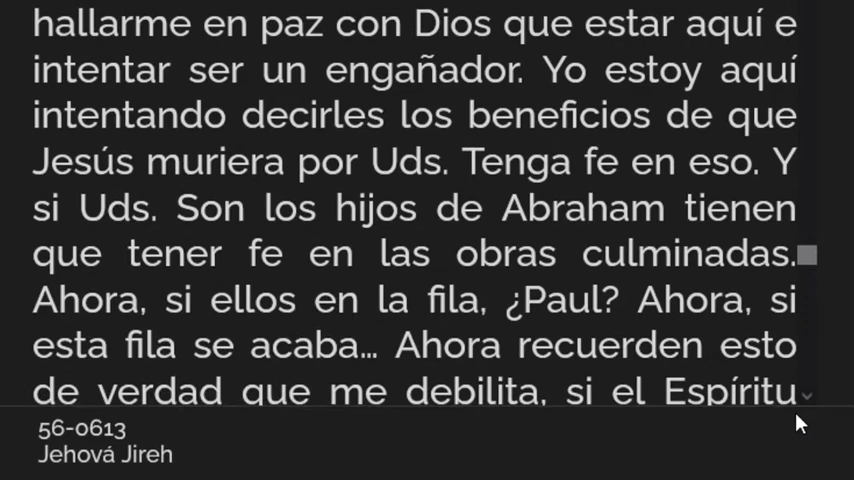 hallarme en paz con Dios que estar aquí e
intentar ser un engañador. Yo estoy aquí
intentando decirles los beneficios de que
Jesús muriera por Uds. Tenga fe en eso. Y
si Uds. Son los hijos de Abraham tienen
que tener fe en las obras culminadas.
Ahora, si ellos en la fila, ¿Paul? Ahora, si
esta fila se acaba... Ahora recuerden esto
de verdad que me debilita, si el Espíritu
56-0613
Jehová Jireh